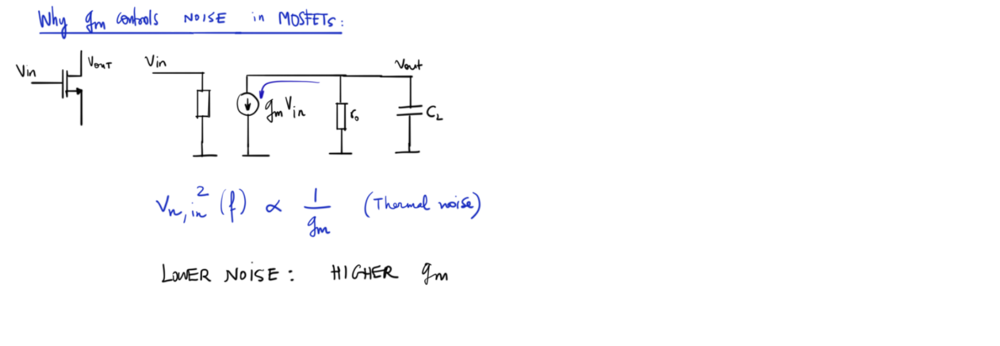 Why gm controls NOISE in MOSFETs:
Vin
VouT
Vin
Vout
gm Vin
ro
CL
Vn,in² (f) ∝ 1/gm (Thermal noise)
LOWER NOISE: HIGHER gm